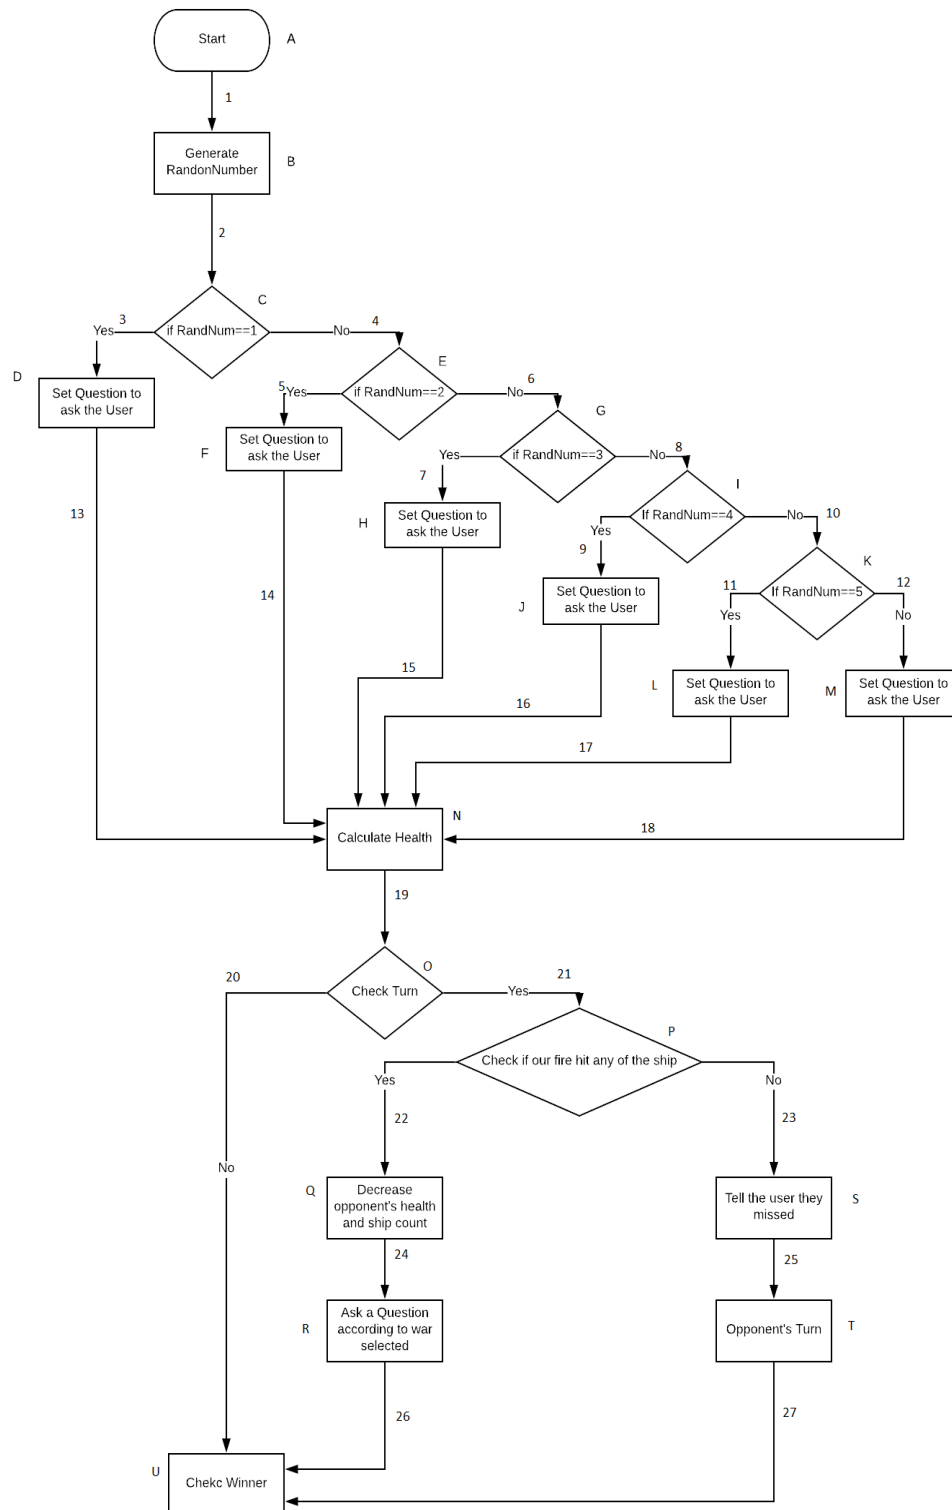 Start
A
1
Generate
RandonNumber
B
2
C
if RandNum==1
3
Yes
No
4
D
Set Question to
ask the User
E
if RandNum==2
5
Yes
No
6
F
Set Question to
ask the User
G
if RandNum==3
Yes
7
No
8
H
Set Question to
ask the User
I
If RandNum==4
Yes
9
No
10
J
Set Question to
ask the User
K
If RandNum==5
11
Yes
12
No
L
Set Question to
ask the User
M
Set Question to
ask the User
13
14
15
16
17
18
N
Calculate Health
19
O
Check Turn
20
No
21
Yes
P
Check if our fire hit any of the ship
Yes
22
No
23
Q
Decrease
opponent's health
and ship count
S
Tell the user they
missed
24
25
R
Ask a Question
according to war
selected
T
Opponent's Turn
26
27
U
Chekc Winner